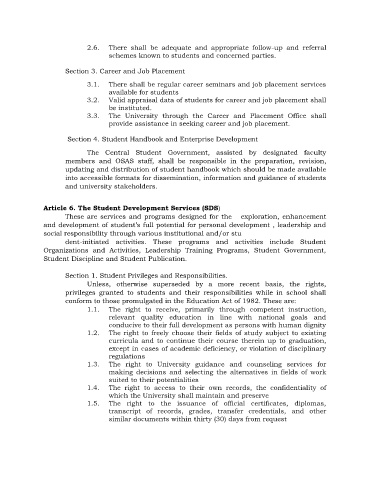 2.6. There shall be adequate and appropriate follow-up and referral
schemes known to students and concerned parties.
Section 3. Career and Job Placement
3.1. There shall be regular career seminars and job placement services
available for students
3.2. Valid appraisal data of students for career and job placement shall
be instituted.
3.3. The University through the Career and Placement Office shall
provide assistance in seeking career and job placement.
Section 4. Student Handbook and Enterprise Development
The Central Student Government, assisted by designated faculty
members and OSAS staff, shall be responsible in the preparation, revision,
updating and distribution of student handbook which should be made available
into accessible formats for dissemination, information and guidance of students
and university stakeholders.
Article 6. The Student Development Services (SDS)
These are services and programs designed for the exploration, enhancement
and development of student's full potential for personal development , leadership and
social responsibility through various institutional and/or stu
dent-initiated activities. These programs and activities include Student
Organizations and Activities, Leadership Training Programs, Student Government,
Student Discipline and Student Publication.
Section 1. Student Privileges and Responsibilities.
Unless, otherwise superseded by a more recent basis, the rights,
privileges granted to students and their responsibilities while in school shall
conform to those promulgated in the Education Act of 1982. These are:
1.1. The right to receive, primarily through competent instruction,
relevant quality education in line with national goals and
conducive to their full development as persons with human dignity
1.2. The right to freely choose their fields of study subject to existing
curricula and to continue their course therein up to graduation,
except in cases of academic deficiency, or violation of disciplinary
regulations
1.3. The right to University guidance and counseling services for
making decisions and selecting the alternatives in fields of work
suited to their potentialities
1.4. The right to access to their own records, the confidentiality of
which the University shall maintain and preserve
1.5. The right to the issuance of official certificates, diplomas,
transcript of records, grades, transfer credentials, and other
similar documents within thirty (30) days from request